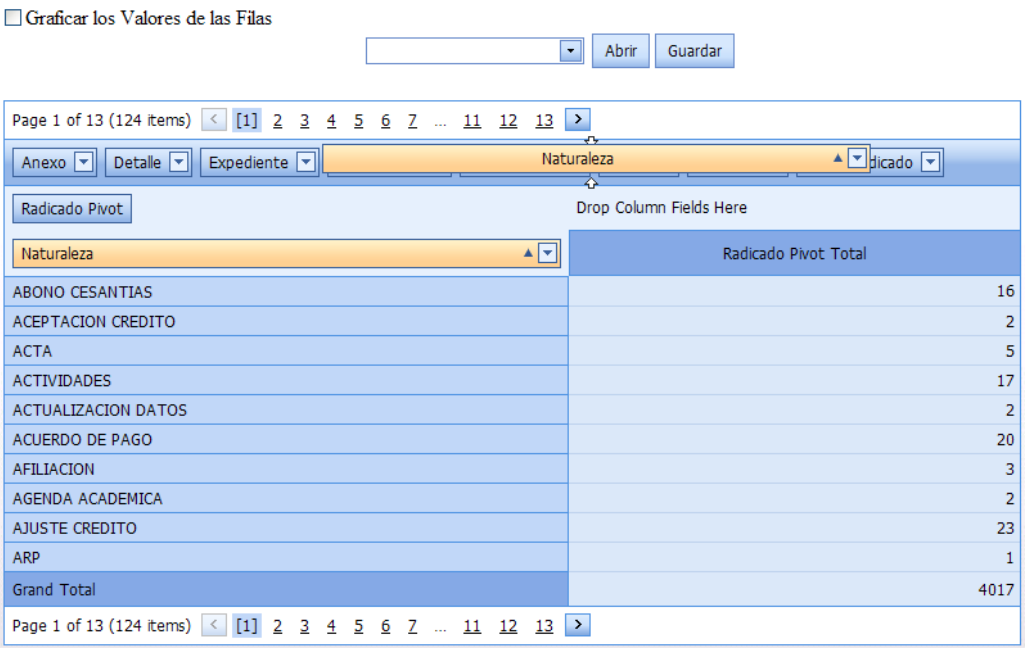 Graficar los Valores de las Filas
Abrir Guardar
Page 1 of 13 (124 items) [1] 2 3 4 5 6 7 ... 11 12 13
Anexo Detalle Expediente Naturaleza dicado
Radicado Pivot Drop Column Fields Here
Naturaleza Radicado Pivot Total
ABONO CESANTIAS 16
ACEPTACION CREDITO 2
ACTA 5
ACTIVIDADES 17
ACTUALIZACION DATOS 2
ACUERDO DE PAGO 20
AFILIACION 3
AGENDA ACADEMICA 2
AJUSTE CREDITO 23
ARP 1
Grand Total 4017
Page 1 of 13 (124 items) [1] 2 3 4 5 6 7 ... 11 12 13